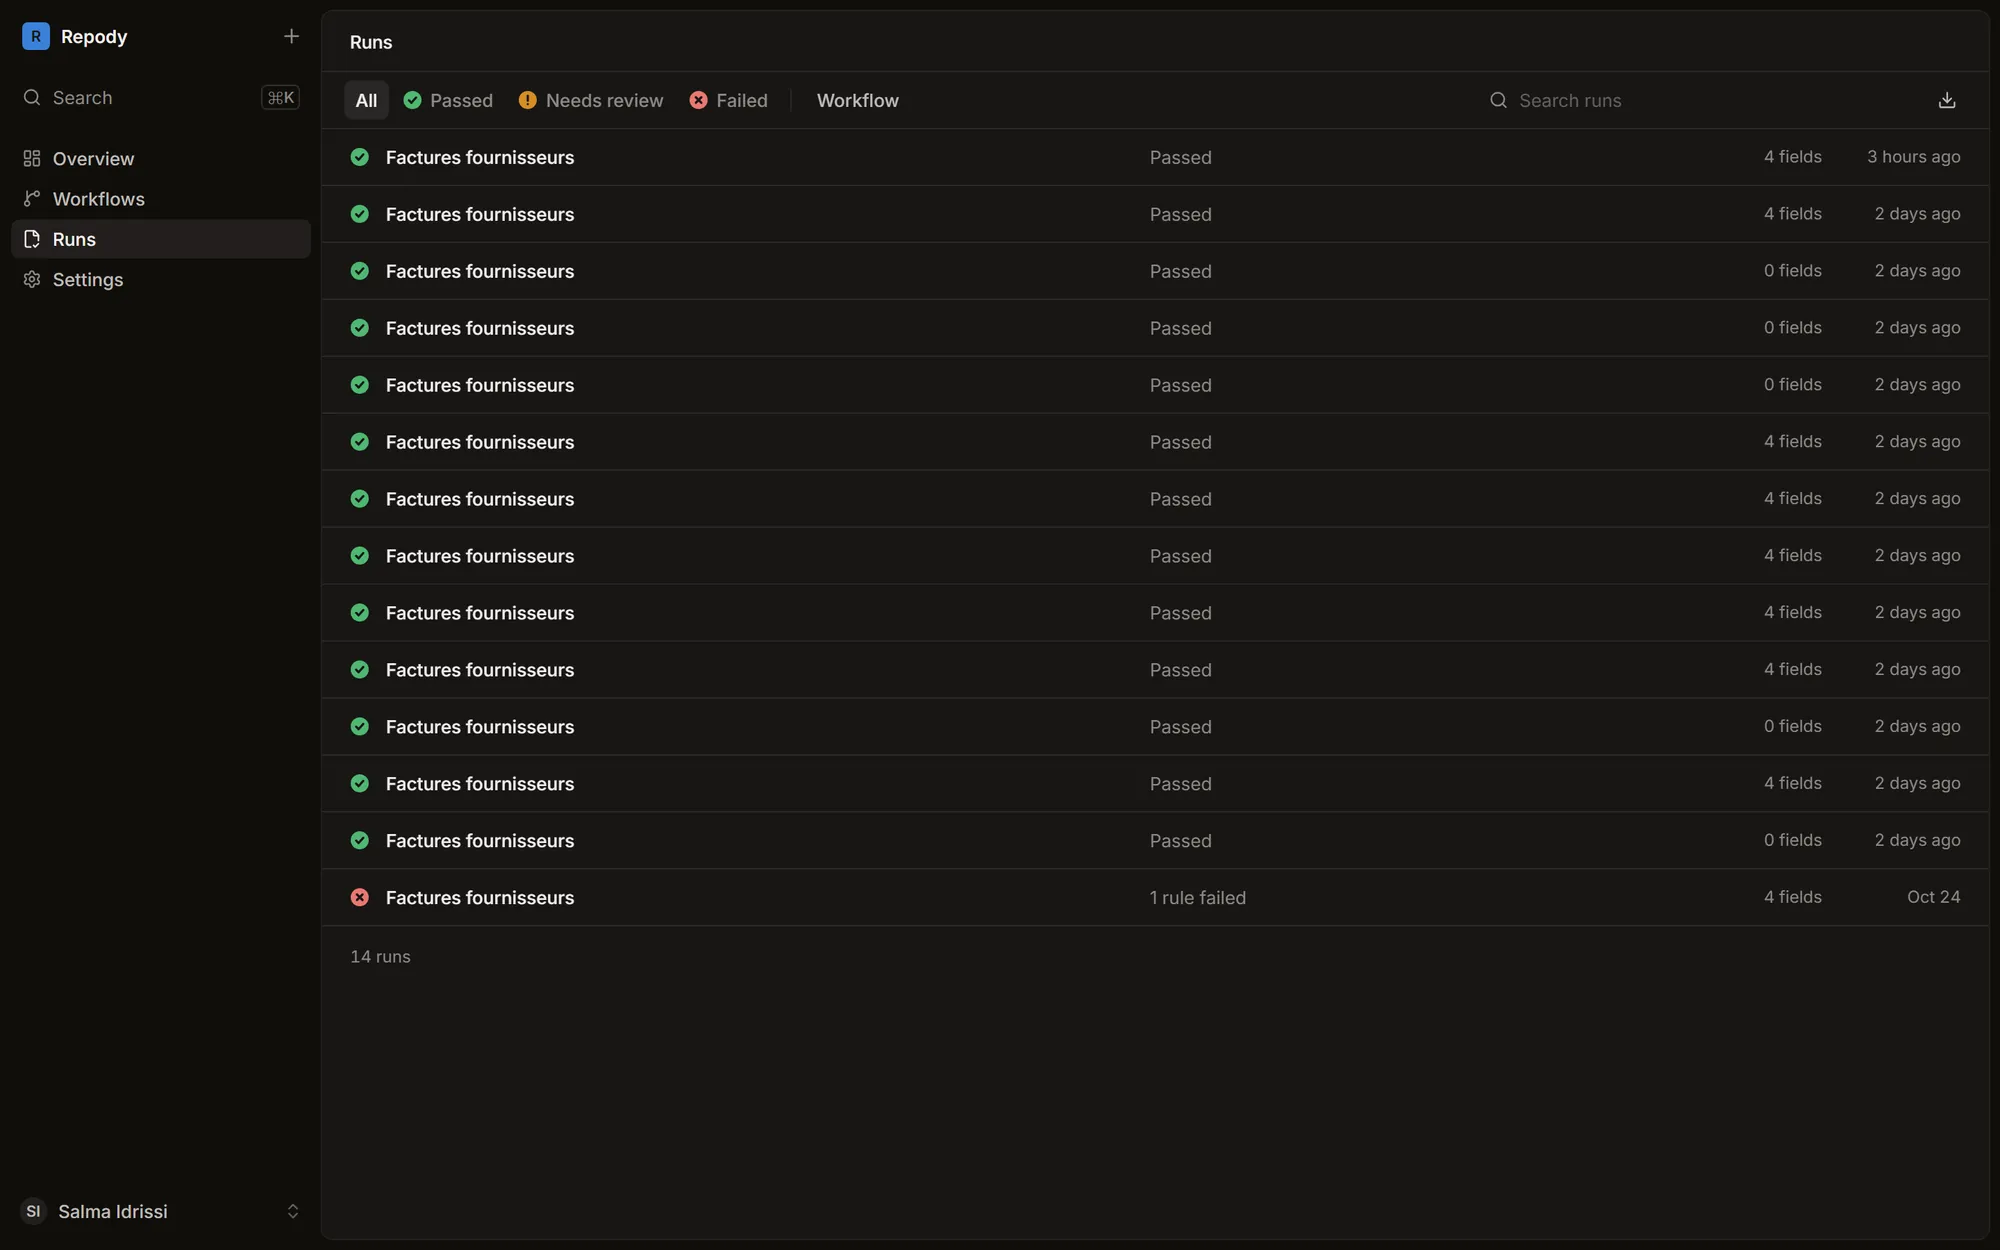 R Repody
Search ⌘K
Overview
Workflows
Runs
Settings
SI Salma Idrissi
Runs
All Passed Needs review Failed Workflow Search runs
Factures fournisseurs Passed 4 fields 3 hours ago
Factures fournisseurs Passed 4 fields 2 days ago
Factures fournisseurs Passed 0 fields 2 days ago
Factures fournisseurs Passed 0 fields 2 days ago
Factures fournisseurs Passed 0 fields 2 days ago
Factures fournisseurs Passed 4 fields 2 days ago
Factures fournisseurs Passed 4 fields 2 days ago
Factures fournisseurs Passed 4 fields 2 days ago
Factures fournisseurs Passed 4 fields 2 days ago
Factures fournisseurs Passed 4 fields 2 days ago
Factures fournisseurs Passed 0 fields 2 days ago
Factures fournisseurs Passed 4 fields 2 days ago
Factures fournisseurs Passed 0 fields 2 days ago
Factures fournisseurs 1 rule failed 4 fields Oct 24
14 runs